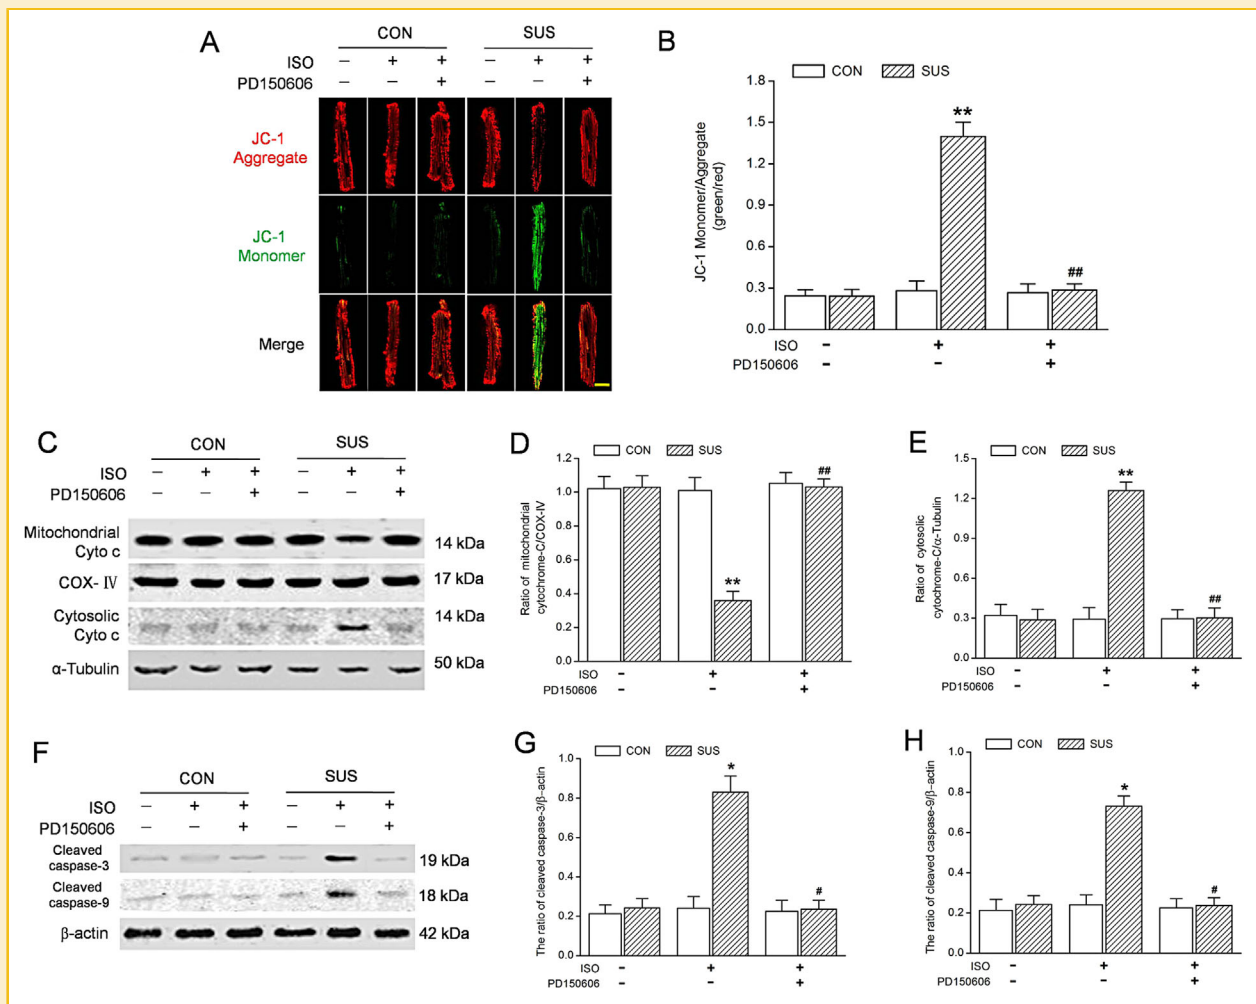 A
CON SUS
ISO – + + – + +
PD150606 – – + – – +
JC-1
Aggregate
JC-1
Monomer
Merge
B
CON SUS
JC-1 Monomer/Aggregate
(green/red)
1.8
1.5
1.2
0.9
0.6
0.3
0.0
**
##
ISO - + +
PD150606 - - +
C
CON SUS
ISO – + + – + +
PD150606 – – + – – +
Mitochondrial
Cyto c
14 kDa
COX- Ⅳ 17 kDa
Cytosolic
Cyto c
14 kDa
α-Tubulin 50 kDa
D
CON SUS
Ratio of mitochondrial
cytochrome-C/COX-IV
1.2
1.0
0.8
0.6
0.4
0.2
0.0
**
##
ISO - + +
PD150606 - - +
E
CON SUS
Ratio of cytosolic
cytochrome-C/α-Tubulin
1.5
1.2
0.9
0.6
0.3
0.0
**
##
ISO - + +
PD150606 - - +
F
CON SUS
ISO – + + – + +
PD150606 – – + – – +
Cleaved
caspase-3
19 kDa
Cleaved
caspase-9
18 kDa
β-actin 42 kDa
G
CON SUS
The ratio of cleaved caspase-3/β-actin
1.0
0.8
0.6
0.4
0.2
0.0
*
#
ISO - + +
PD150606 - - +
H
CON SUS
The ratio of cleaved caspase-9/β-actin
1.0
0.8
0.6
0.4
0.2
0.0
*
#
ISO - + +
PD150606 - - +